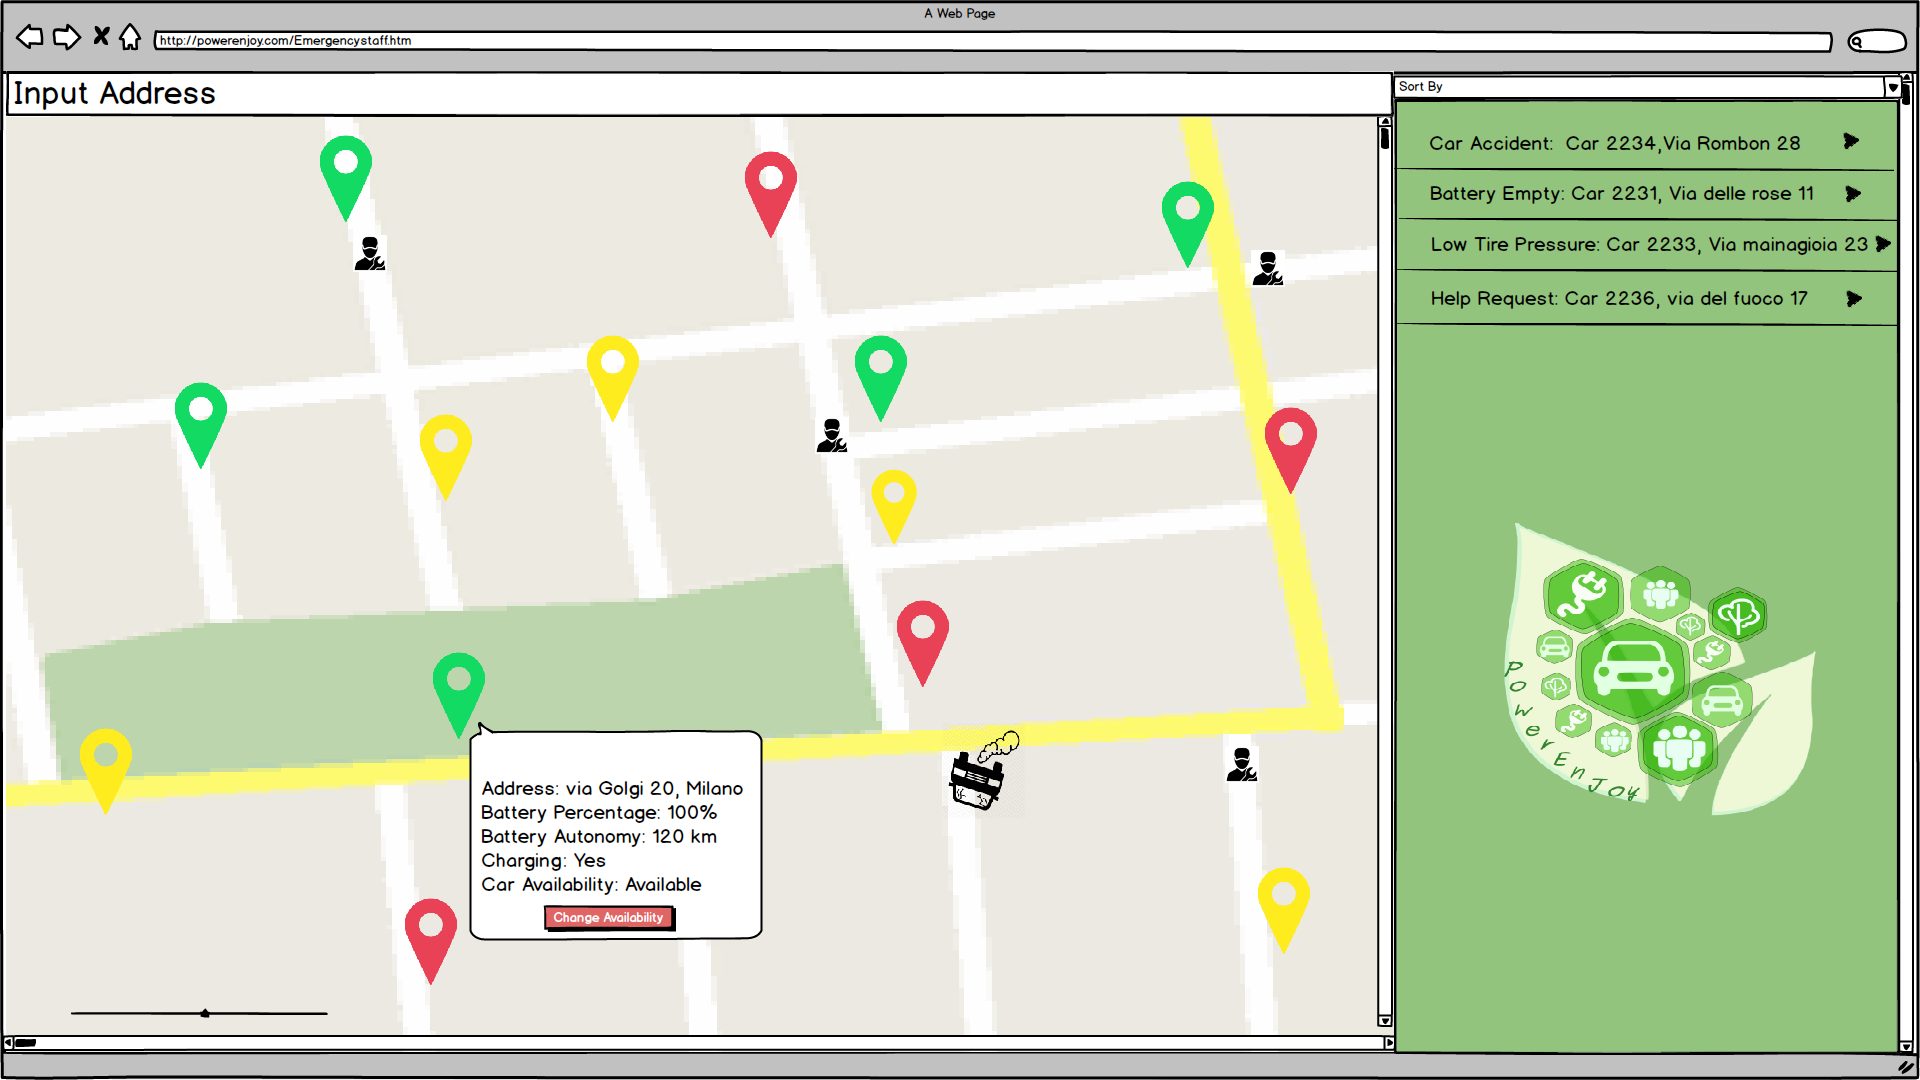 A Web Page
http://powerenjoy.com/Emergencystaff.htm
Input Address
Sort By
Car Accident: Car 2234,Via Rombon 28
Battery Empty: Car 2231, Via delle rose 11
Low Tire Pressure: Car 2233, Via mainagioia 23
Help Request: Car 2236, via del fuoco 17
PowerEnJoy
Address: via Golgi 20, Milano
Battery Percentage: 100%
Battery Autonomy: 120 km
Charging: Yes
Car Availability: Available
Change Availability